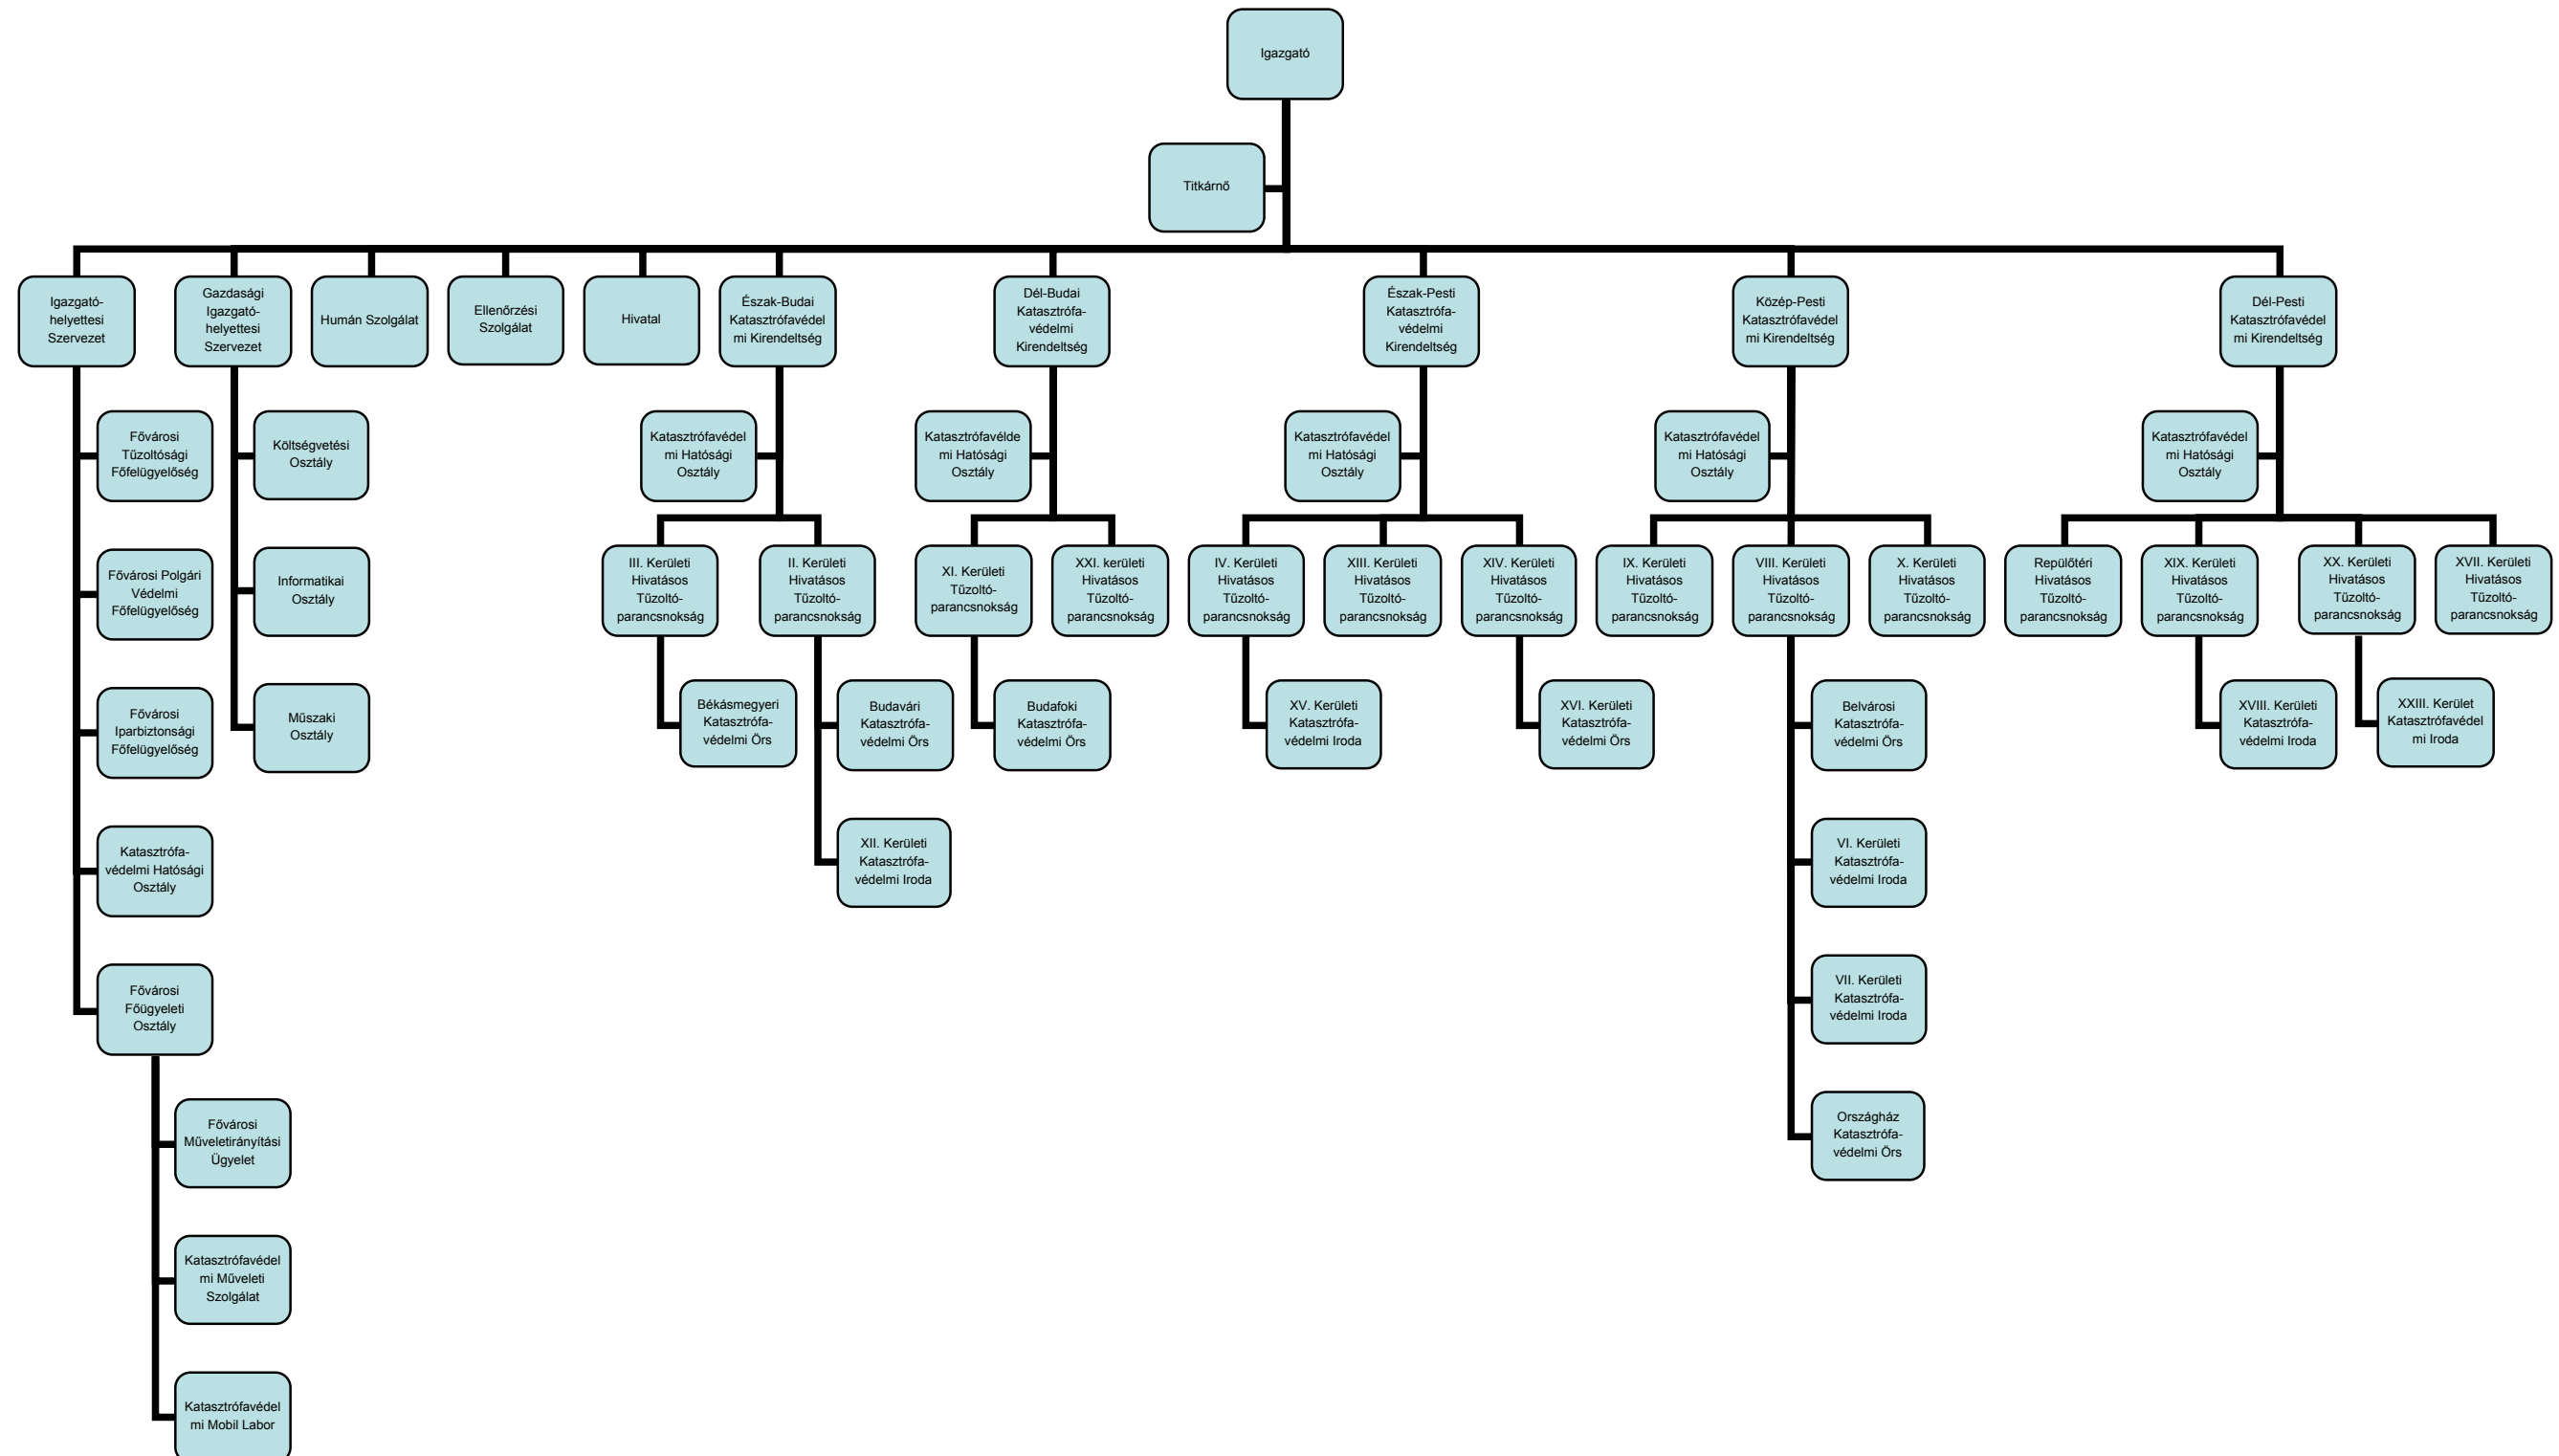 Igazgató
Titkárnő
Igazgató-
helyettesi
Szervezet
Gazdasági
Igazgató-
helyettesi
Szervezet
Humán Szolgálat
Ellenőrzési
Szolgálat
Hivatal
Észak-Budai
Katasztrófavédel
mi Kirendeltség
Dél-Budai
Katasztrófa-
védelmi
Kirendeltség
Észak-Pesti
Katasztrófa-
védelmi
Kirendeltség
Közép-Pesti
Katasztrófavédel
mi Kirendeltség
Dél-Pesti
Katasztrófavédel
mi Kirendeltség
Fővárosi
Tűzoltósági
Főfelügyelőség
Költségvetési
Osztály
Katasztrófavédel
mi Hatósági
Osztály
Katasztrófavélde
mi Hatósági
Osztály
Katasztrófavédel
mi Hatósági
Osztály
Katasztrófavédel
mi Hatósági
Osztály
Katasztrófavédel
mi Hatósági
Osztály
Fővárosi Polgári
Védelmi
Főfelügyelőség
Informatikai
Osztály
III. Kerületi
Hivatásos
Tűzoltó-
parancsnokság
II. Kerületi
Hivatásos
Tűzoltó-
parancsnokság
XI. Kerületi
Tűzoltó-
parancsnokság
XXI. kerületi
Hivatásos
Tűzoltó-
parancsnokság
IV. Kerületi
Hivatásos
Tűzoltó-
parancsnokság
XIII. Kerületi
Hivatásos
Tűzoltó-
parancsnokság
XIV. Kerületi
Hivatásos
Tűzoltó-
parancsnokság
IX. Kerületi
Hivatásos
Tűzoltó-
parancsnokság
VIII. Kerületi
Hivatásos
Tűzoltó-
parancsnokság
X. Kerületi
Hivatásos
Tűzoltó-
parancsnokság
Repülőtéri
Hivatásos
Tűzoltó-
parancsnokság
XIX. Kerületi
Hivatásos
Tűzoltó-
parancsnokság
XX. Kerületi
Hivatásos
Tűzoltó-
parancsnokság
XVII. Kerületi
Hivatásos
Tűzoltó-
parancsnokság
Fővárosi
Iparbiztonsági
Főfelügyelőség
Műszaki
Osztály
Békásmegyeri
Katasztrófa-
védelmi Örs
Budavári
Katasztrófa-
védelmi Örs
Budafoki
Katasztrófa-
védelmi Örs
XV. Kerületi
Katasztrófa-
védelmi Iroda
XVI. Kerületi
Katasztrófa-
védelmi Örs
Belvárosi
Katasztrófa-
védelmi Örs
XVIII. Kerületi
Katasztrófa-
védelmi Iroda
XXIII. Kerület
Katasztrófavédel
mi Iroda
Katasztrófa-
védelmi Hatósági
Osztály
XII. Kerületi
Katasztrófa-
védelmi Iroda
VI. Kerületi
Katasztrófa-
védelmi Iroda
Fővárosi
Főügyeleti
Osztály
VII. Kerületi
Katasztrófa-
védelmi Iroda
Fővárosi
Műveletirányítási
Ügyelet
Országház
Katasztrófa-
védelmi Örs
Katasztrófavédel
mi Műveleti
Szolgálat
Katasztrófavédel
mi Mobil Labor